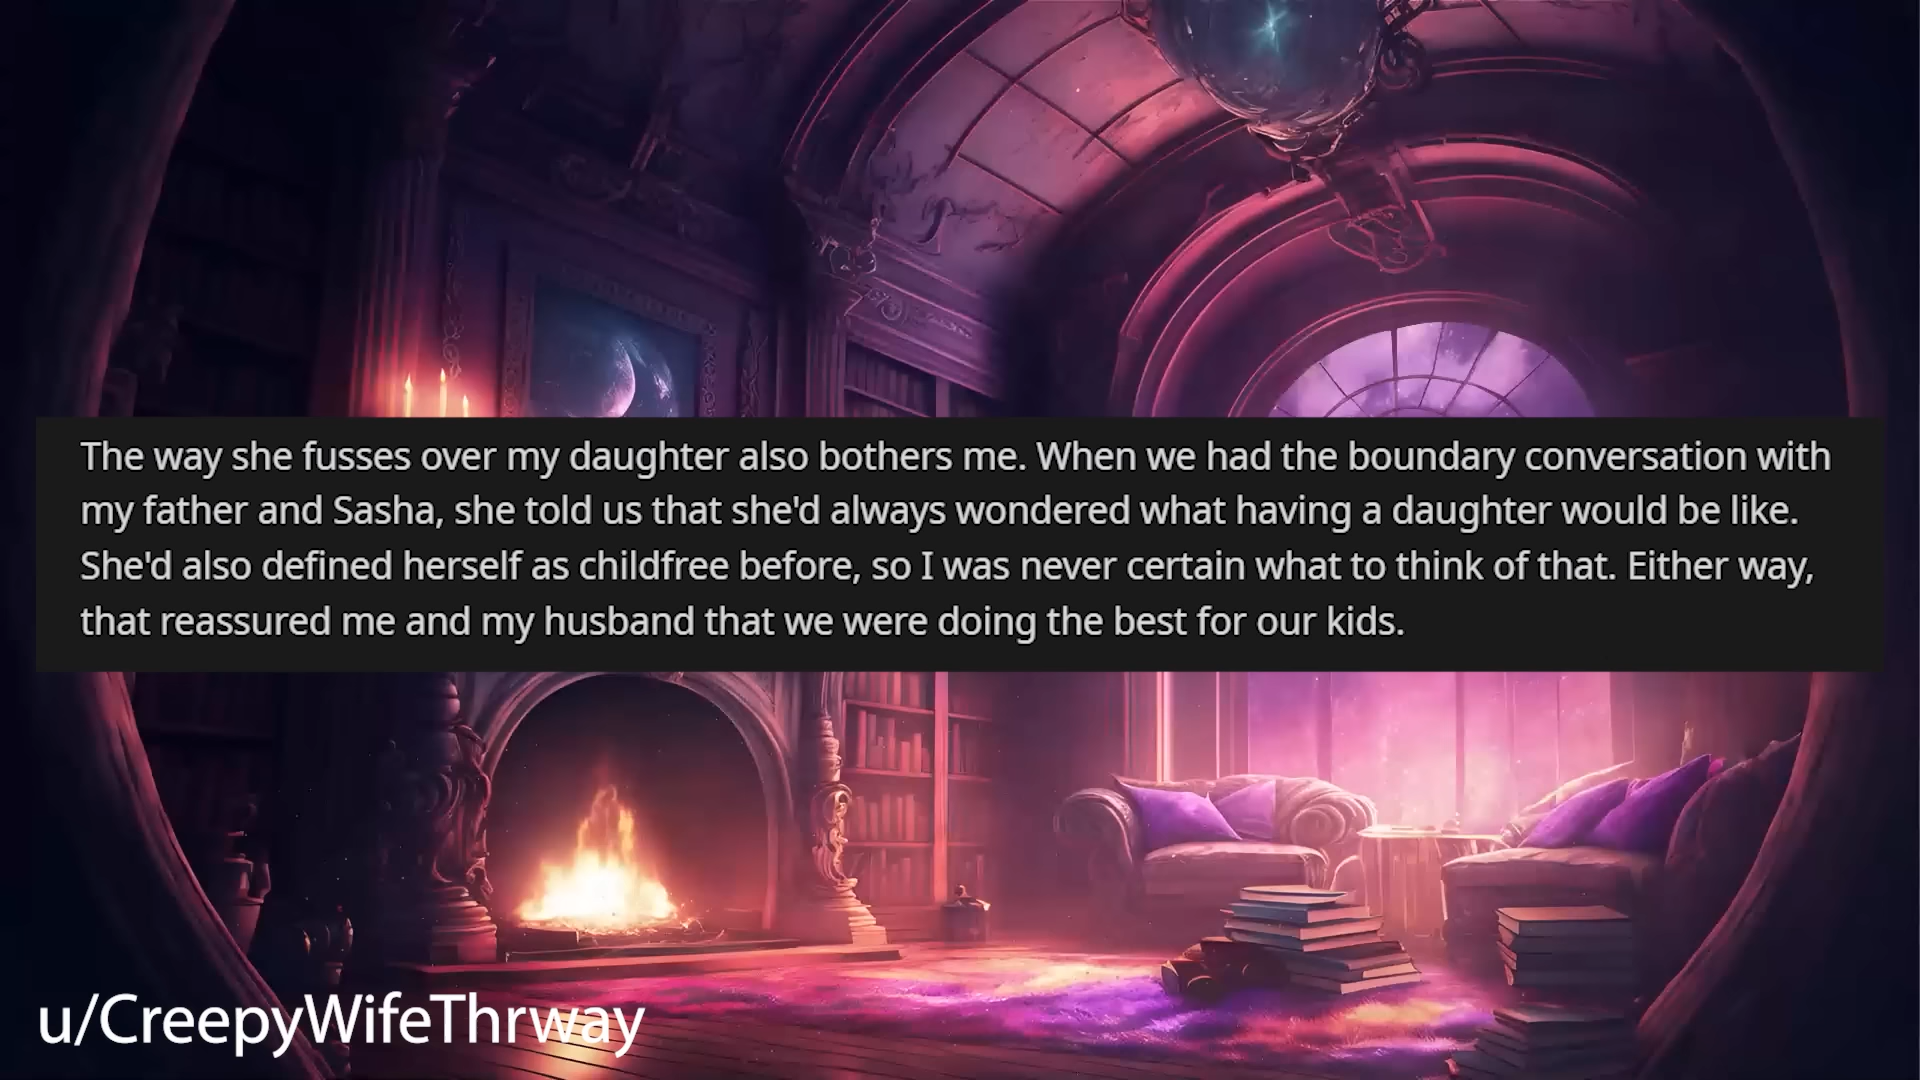 The way she fusses over my daughter also bothers me. When we had the boundary conversation with
my father and Sasha, she told us that she'd always wondered what having a daughter would be like.
She'd also defined herself as childfree before, so I was never certain what to think of that. Either way,
that reassured me and my husband that we were doing the best for our kids.
u/CreepyWifeThrway